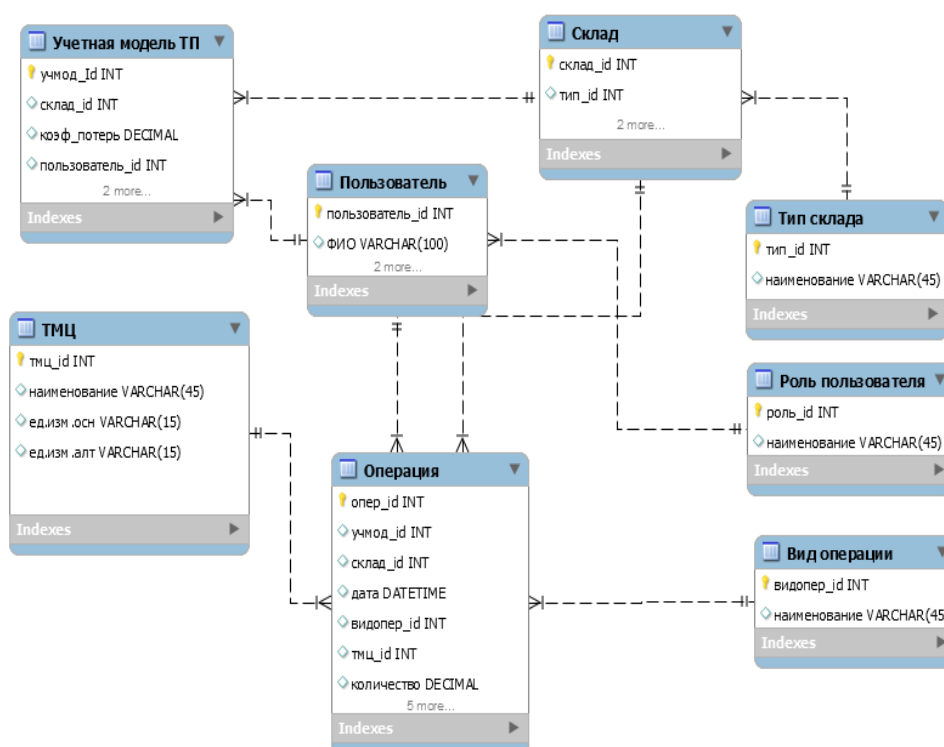 Учетная модель ТП
учмод_Id INT
склад_id INT
коэф_потерь DECIMAL
пользователь_id INT
2 more...
Indexes
Склад
склад_id INT
тип_id INT
2 more...
Indexes
Пользователь
пользователь_id INT
ФИО VARCHAR(100)
2 more...
Indexes
Тип склада
тип_id INT
наименование VARCHAR(45)
Indexes
ТМЦ
тмц_id INT
наименование VARCHAR(45)
ед.изм.осн VARCHAR(15)
ед.изм.алт VARCHAR(15)
Indexes
Роль пользователя
роль_id INT
наименование VARCHAR(45)
Indexes
Операция
опер_id INT
учмод_id INT
склад_id INT
дата DATETIME
видопер_id INT
тмц_id INT
количество DECIMAL
5 more...
Indexes
Вид операции
видопер_id INT
наименование VARCHAR(45
Indexes